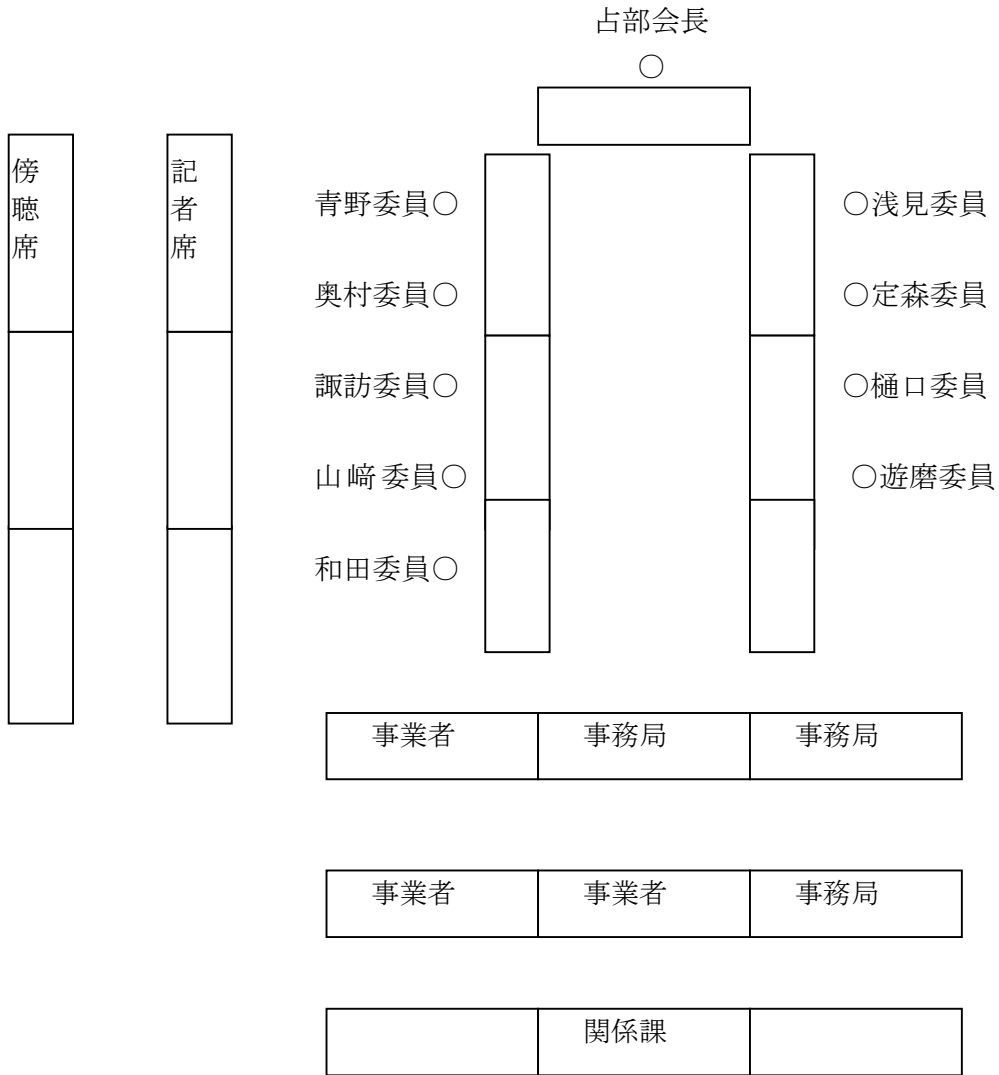 占部会長
○
傍聴席
記者席
青野委員○
○浅見委員
奥村委員○
○定森委員
諏訪委員○
○樋口委員
山﨑委員○
○遊磨委員
和田委員○
事業者 事務局 事務局
事業者 事業者 事務局
関係課